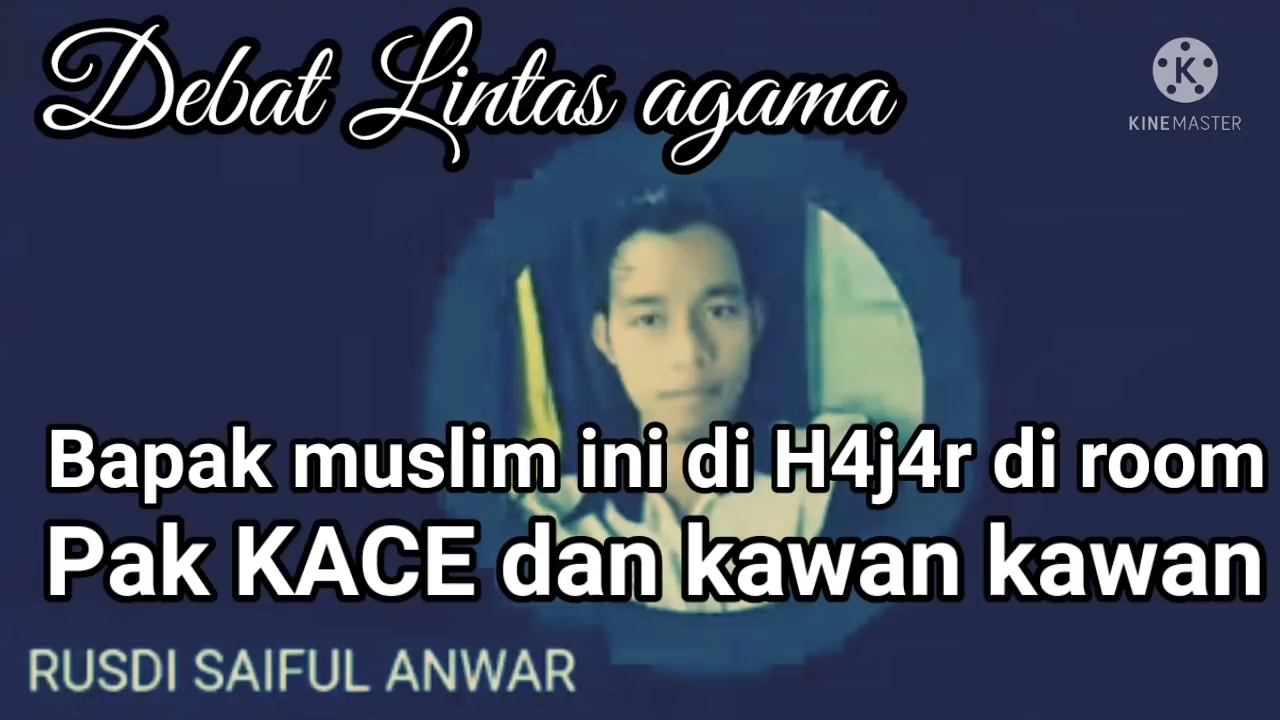 Debat Lintas agama
K
KINEMASTER
Bapak muslim ini di H4j4r di room
Pak KACE dan kawan kawan
RUSDI SAIFUL ANWAR